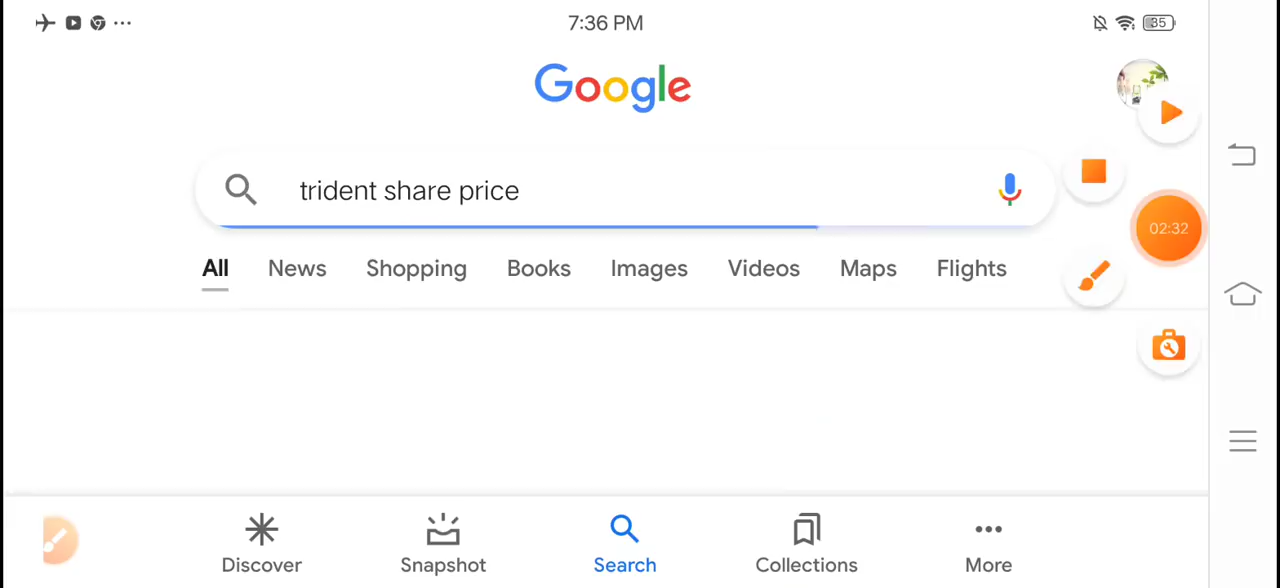 7:36 PM
85
Google
trident share price
02:32
All News Shopping Books Images Videos Maps Flights
Discover Snapshot Search Collections More